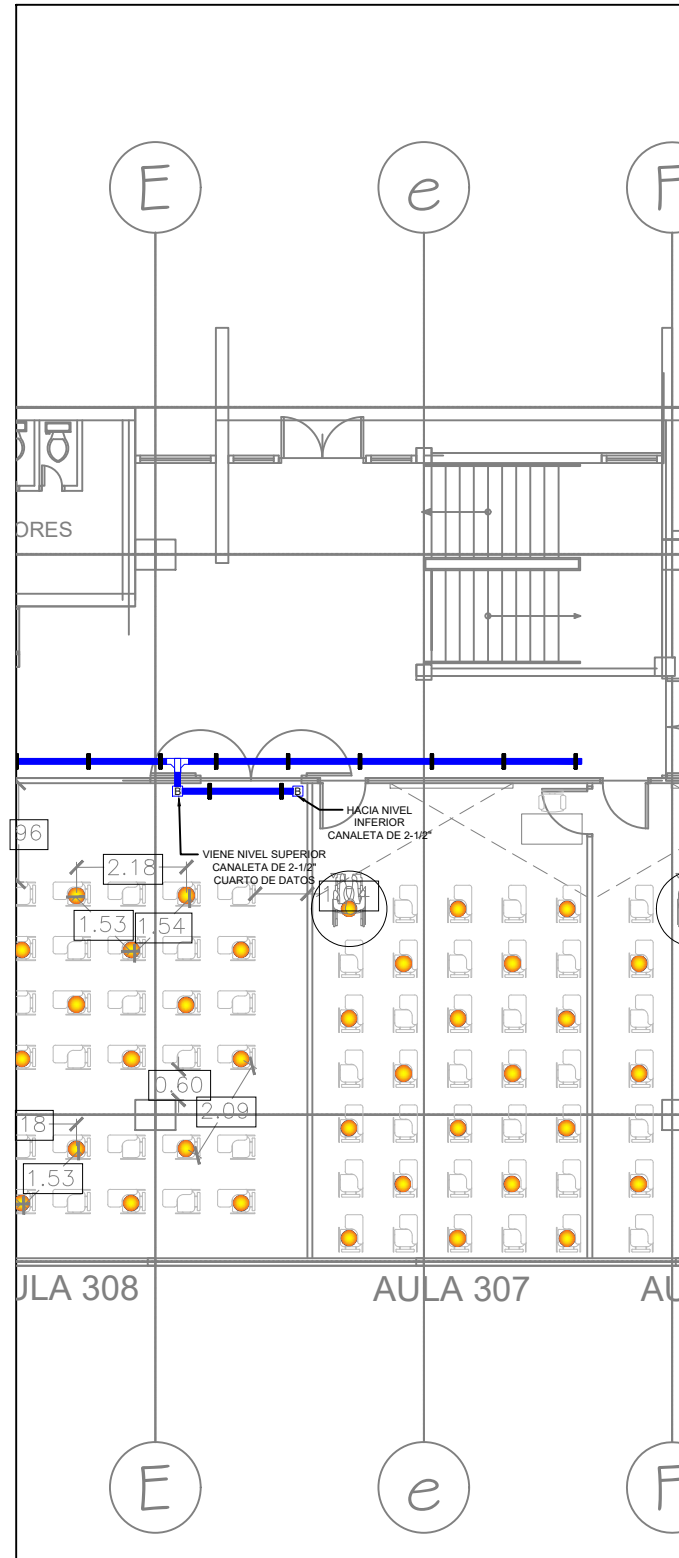 E
e
F
ORES
HACIA NIVEL
INFERIOR
CANALETA DE 2-1/2"
B
B
VIENE NIVEL SUPERIOR
CANALETA DE 2-1/2"
CUARTO DE DATOS
96
2.18
1.53
1.54
0.60
2.09
18
1.53
ULA 308
AULA 307
AU
E
e
F